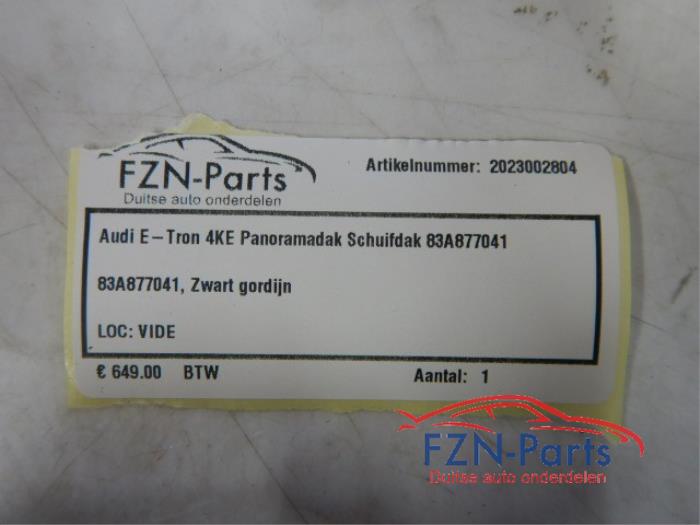 FZN-Parts
Duitse auto onderdelen
Artikelnummer: 2023002804
Audi E-Tron 4KE Panoramadak Schuifdak 83A877041
83A877041, Zwart gordijn
LOC: VIDE
€ 649.00 BTW
Aantal: 1
FZN-Parts
Duitse auto onderdelen